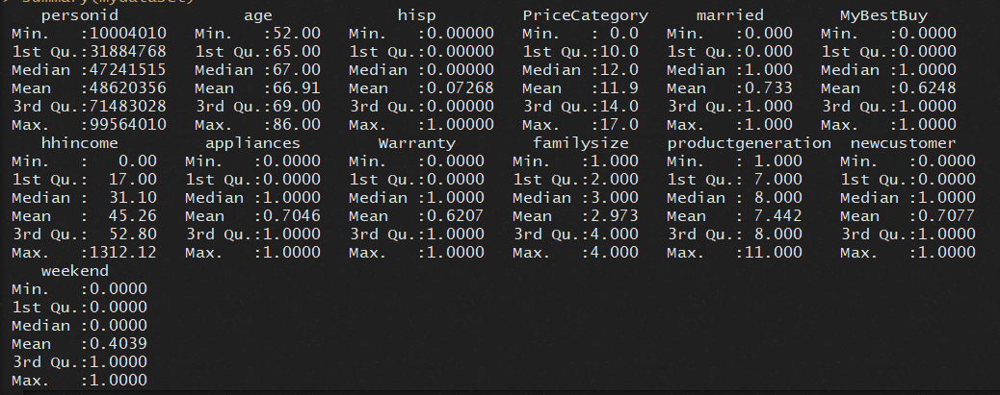 > summary(mydataset)
personid age hisp PriceCategory married MyBestBuy
Min. :10004010 Min. :52.00 Min. :0.00000 Min. : 0.0 Min. :0.000 Min. :0.0000
1st Qu.:31884768 1st Qu.:65.00 1st Qu.:0.00000 1st Qu.:10.0 1st Qu.:0.000 1st Qu.:0.0000
Median :47241515 Median :67.00 Median :0.00000 Median :12.0 Median :1.000 Median :1.0000
Mean :48620356 Mean :66.91 Mean :0.07268 Mean :11.9 Mean :0.733 Mean :0.6248
3rd Qu.:71483028 3rd Qu.:69.00 3rd Qu.:0.00000 3rd Qu.:14.0 3rd Qu.:1.000 3rd Qu.:1.0000
Max. :99564010 Max. :86.00 Max. :1.00000 Max. :17.0 Max. :1.000 Max. :1.0000
hhincome appliances Warranty familysize productgeneration newcustomer
Min. : 0.00 Min. :0.0000 Min. :0.0000 Min. :1.000 Min. : 1.000 Min. :0.0000
1st Qu.: 17.00 1st Qu.:0.0000 1st Qu.:0.0000 1st Qu.:2.000 1st Qu.: 7.000 1st Qu.:0.0000
Median : 31.10 Median :1.0000 Median :1.0000 Median :3.000 Median : 8.000 Median :1.0000
Mean : 45.26 Mean :0.7046 Mean :0.6207 Mean :2.973 Mean : 7.442 Mean :0.7077
3rd Qu.: 52.80 3rd Qu.:1.0000 3rd Qu.:1.0000 3rd Qu.:4.000 3rd Qu.: 8.000 3rd Qu.:1.0000
Max. :1312.12 Max. :1.0000 Max. :1.0000 Max. :4.000 Max. :11.000 Max. :1.0000
weekend
Min. :0.0000
1st Qu.:0.0000
Median :0.0000
Mean :0.4039
3rd Qu.:1.0000
Max. :1.0000